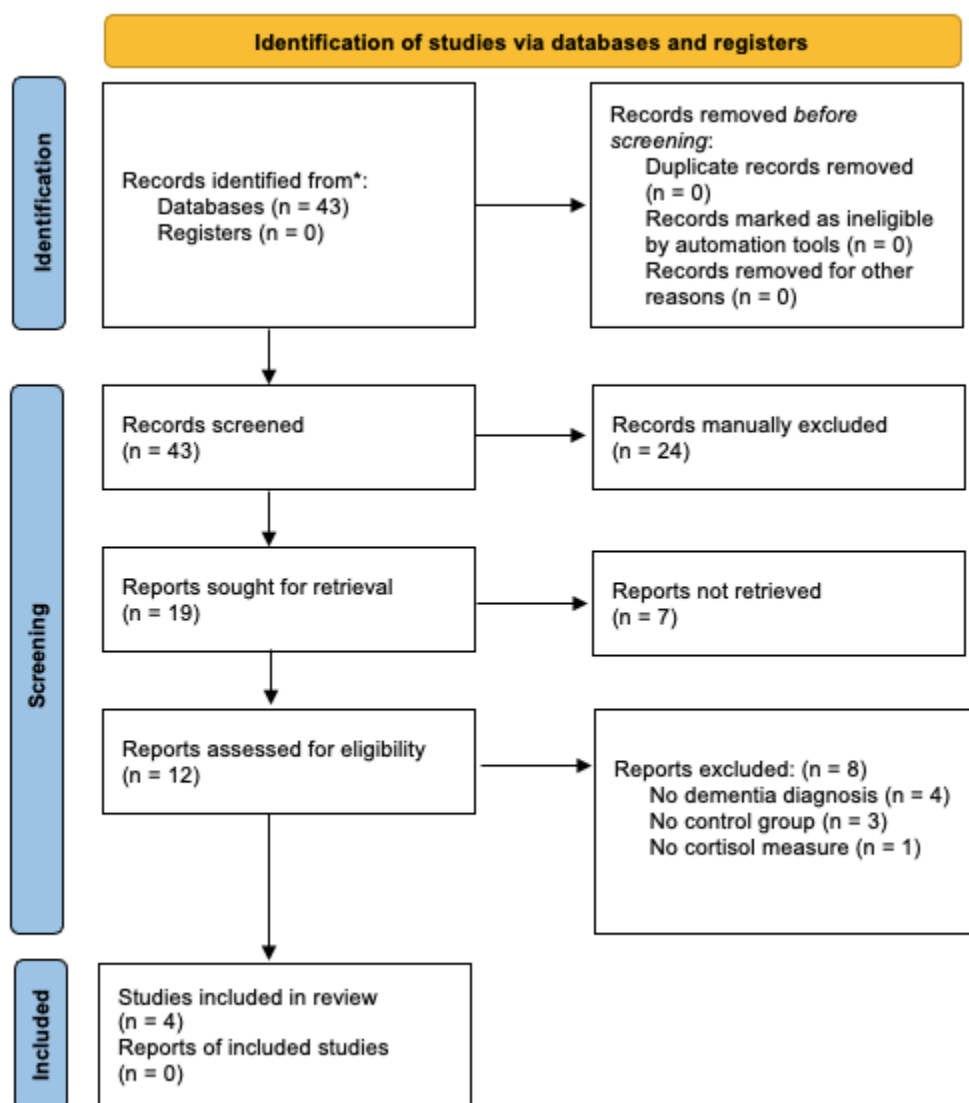 Identification of studies via databases and registers
Identification
Records identified from*:
Databases (n = 43)
Registers (n = 0)
Records removed before
screening:
Duplicate records removed
(n = 0)
Records marked as ineligible
by automation tools (n = 0)
Records removed for other
reasons (n = 0)
Screening
Records screened
(n = 43)
Records manually excluded
(n = 24)
Reports sought for retrieval
(n = 19)
Reports not retrieved
(n = 7)
Reports assessed for eligibility
(n = 12)
Reports excluded: (n = 8)
No dementia diagnosis (n = 4)
No control group (n = 3)
No cortisol measure (n = 1)
Included
Studies included in review
(n = 4)
Reports of included studies
(n = 0)